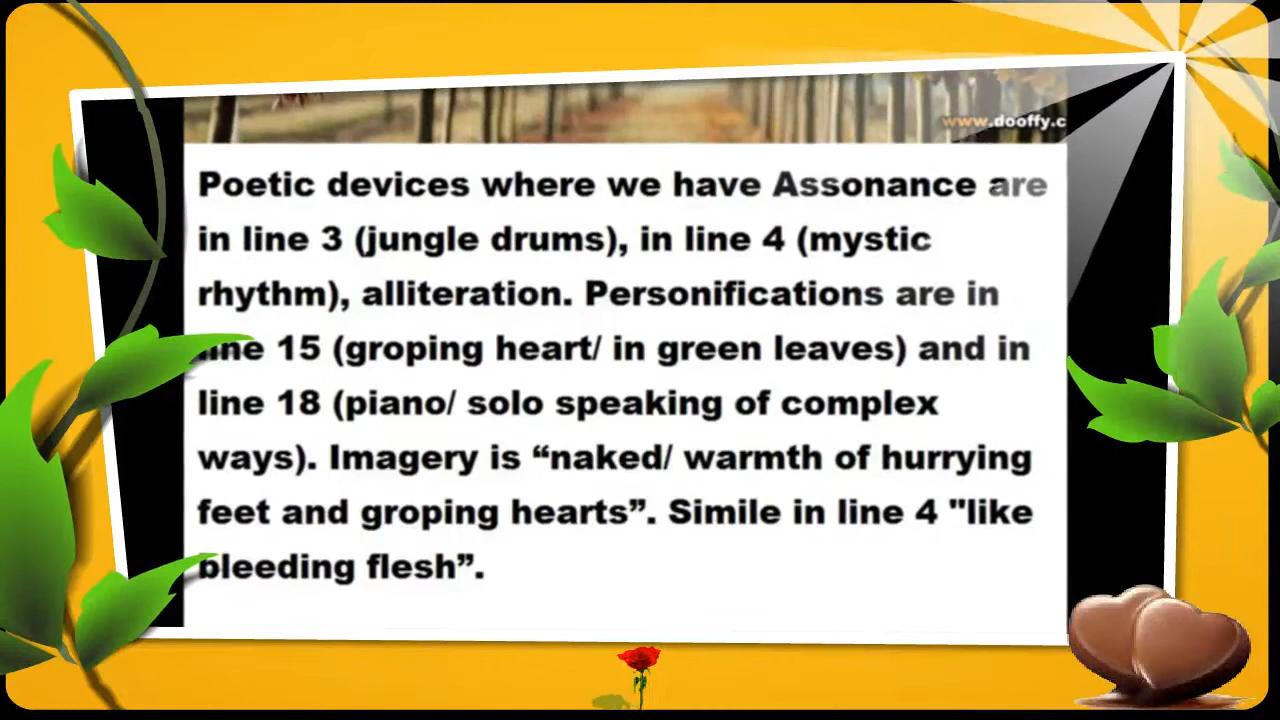 www.dooffy.c
Poetic devices where we have Assonance are
in line 3 (jungle drums), in line 4 (mystic
rhythm), alliteration. Personifications are in
line 15 (groping heart/ in green leaves) and in
line 18 (piano/ solo speaking of complex
ways). Imagery is “naked/ warmth of hurrying
feet and groping hearts”. Simile in line 4 "like
bleeding flesh”.